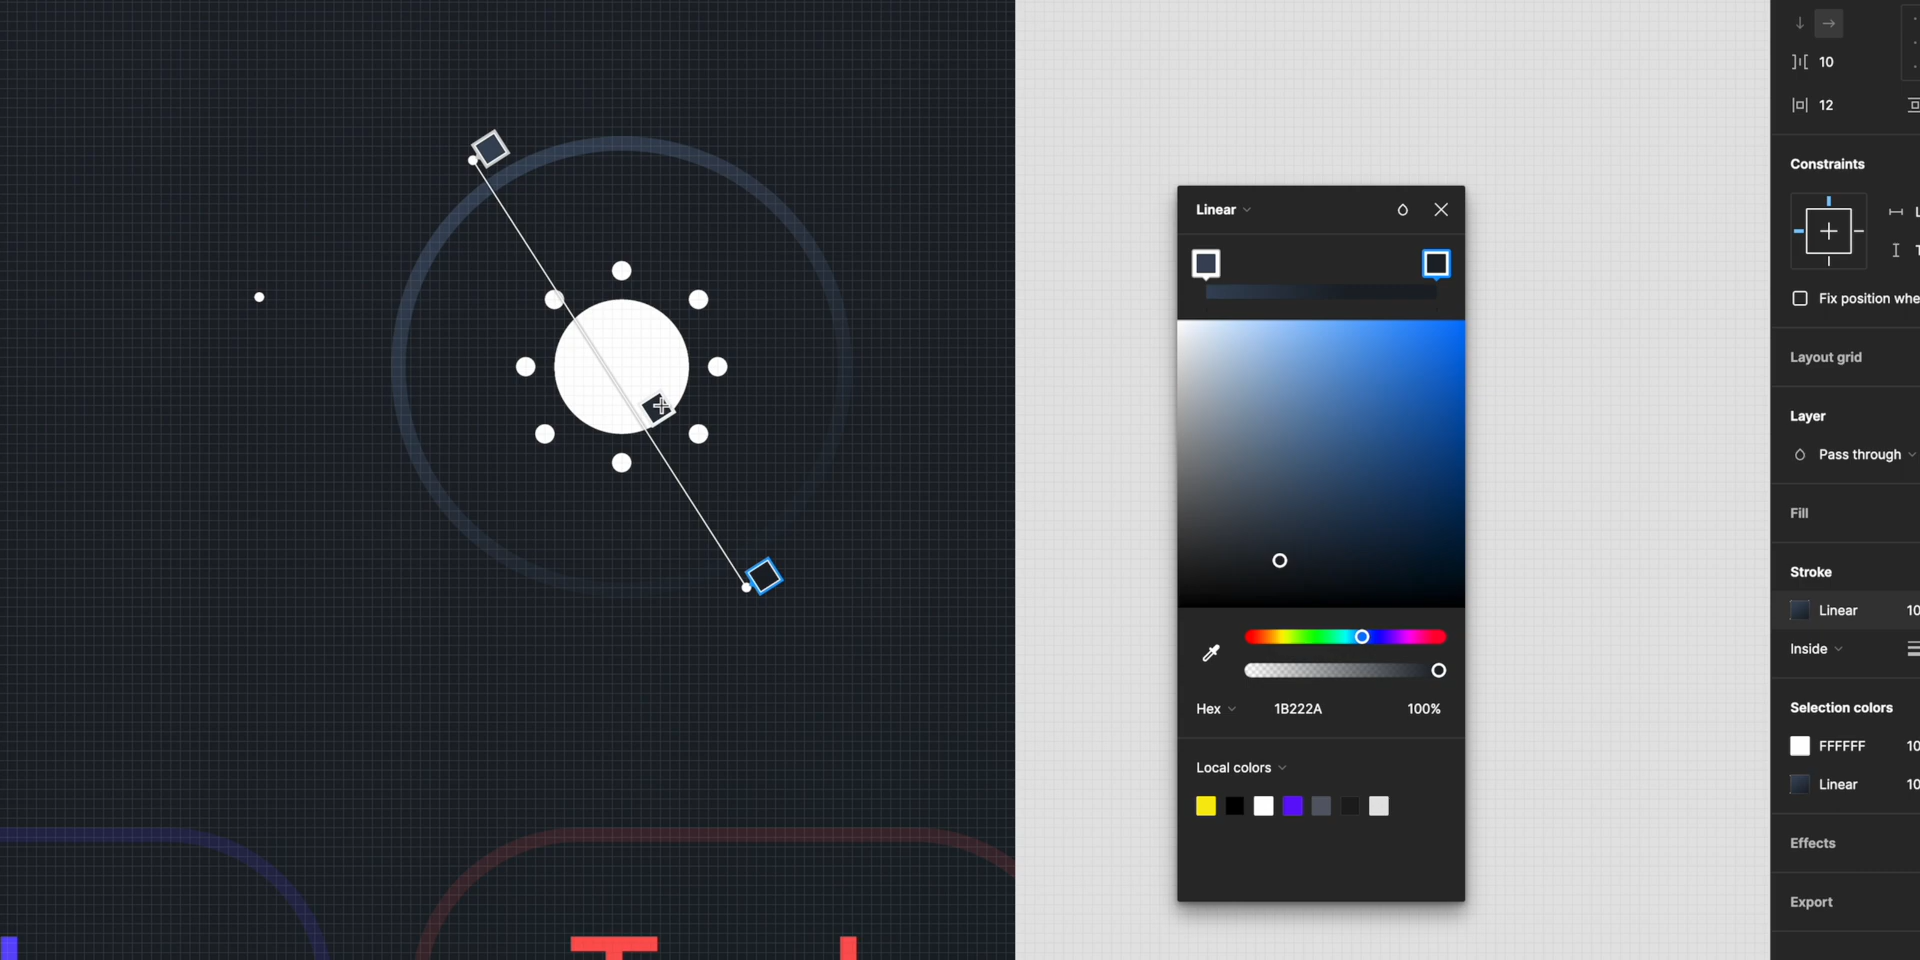 10
12
Constraints
Fix position whe
Layout grid
Layer
Pass through
Fill
Stroke
Linear 10
Inside
Selection colors
FFFFFF 10
Linear 10
Effects
Export
Linear
Hex 1B222A 100%
Local colors